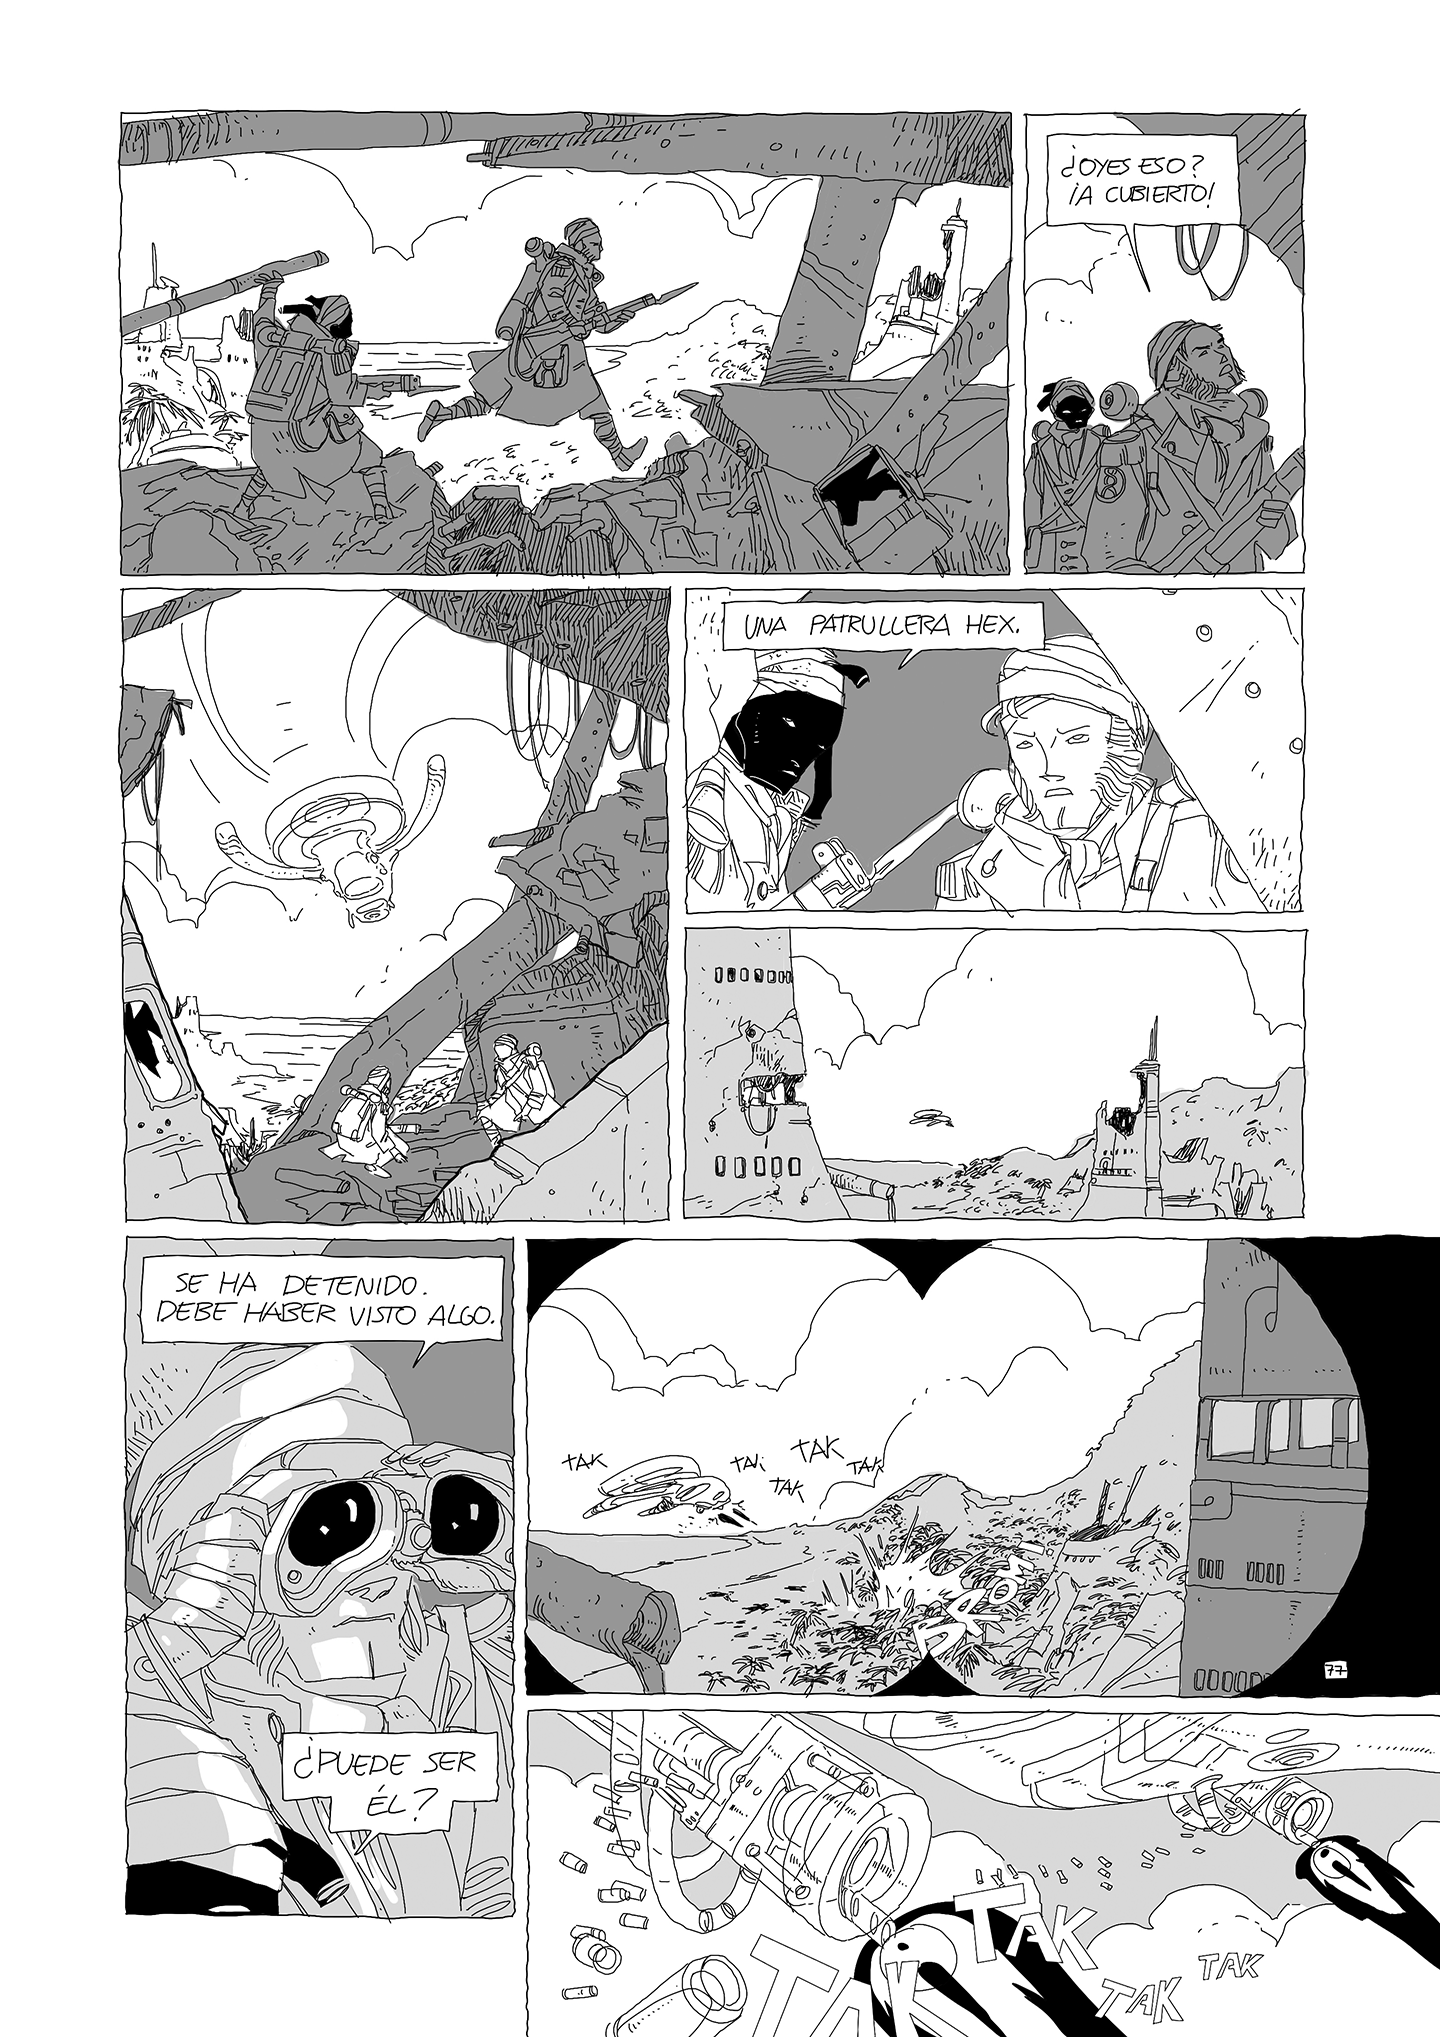 ¿OYES ESO?
¡A CUBIERTO!
UNA PATRULLERA HEX.
SE HA DETENIDO.
DEBE HABER VISTO ALGO.
¿PUEDE SER
ÉL?
TAK
TAK
TAK
TAK
TAK
BAROOM
77
TAK
TAK
TAK
TAK